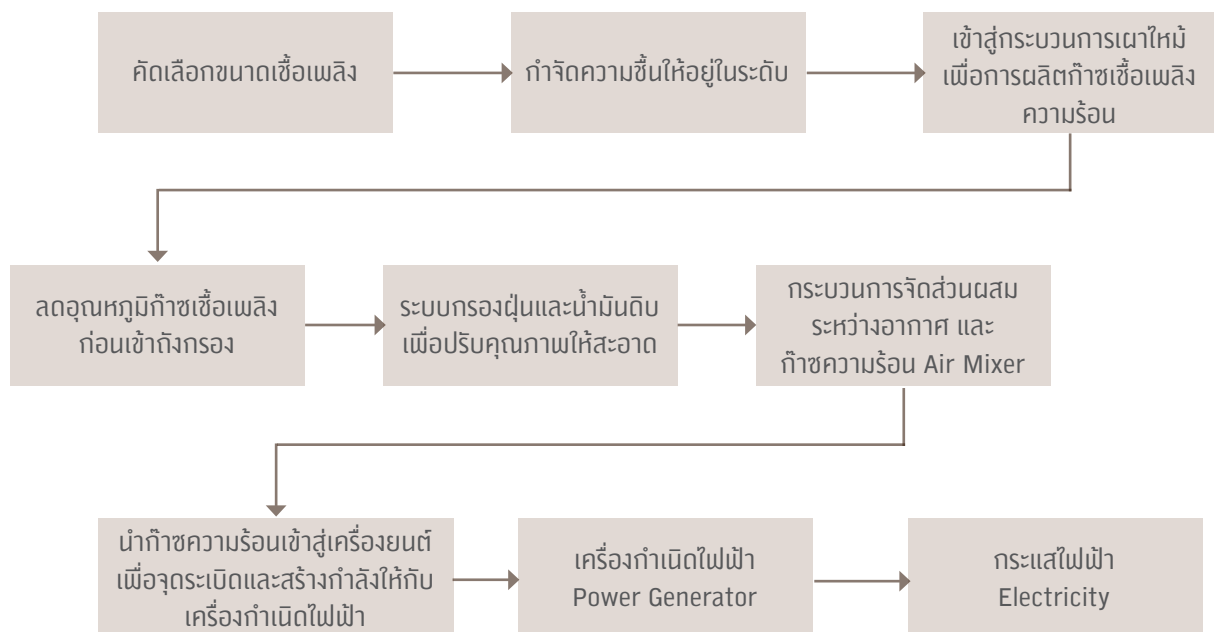 คัดเลือกขนาดเชื้อเพลิง
กำจัดความชื้นให้อยู่ในระดับ
เข้าสู่กระบวนการเผาไหม้
เพื่อการผลิตก๊าซเชื้อเพลิง
ความร้อน
ลดอุณหภูมิก๊าซเชื้อเพลิง
ก่อนเข้าถังกรอง
ระบบกรองฝุ่นและน้ำมันดิบ
เพื่อปรับคุณภาพให้สะอาด
กระบวนการจัดส่วนผสม
ระหว่างอากาศ และ
ก๊าซความร้อน Air Mixer
นำก๊าซความร้อนเข้าสู่เครื่องยนต์
เพื่อจุดระเบิดและสร้างกำลังให้กับ
เครื่องกำเนิดไฟฟ้า
เครื่องกำเนิดไฟฟ้า
Power Generator
กระแสไฟฟ้า
Electricity